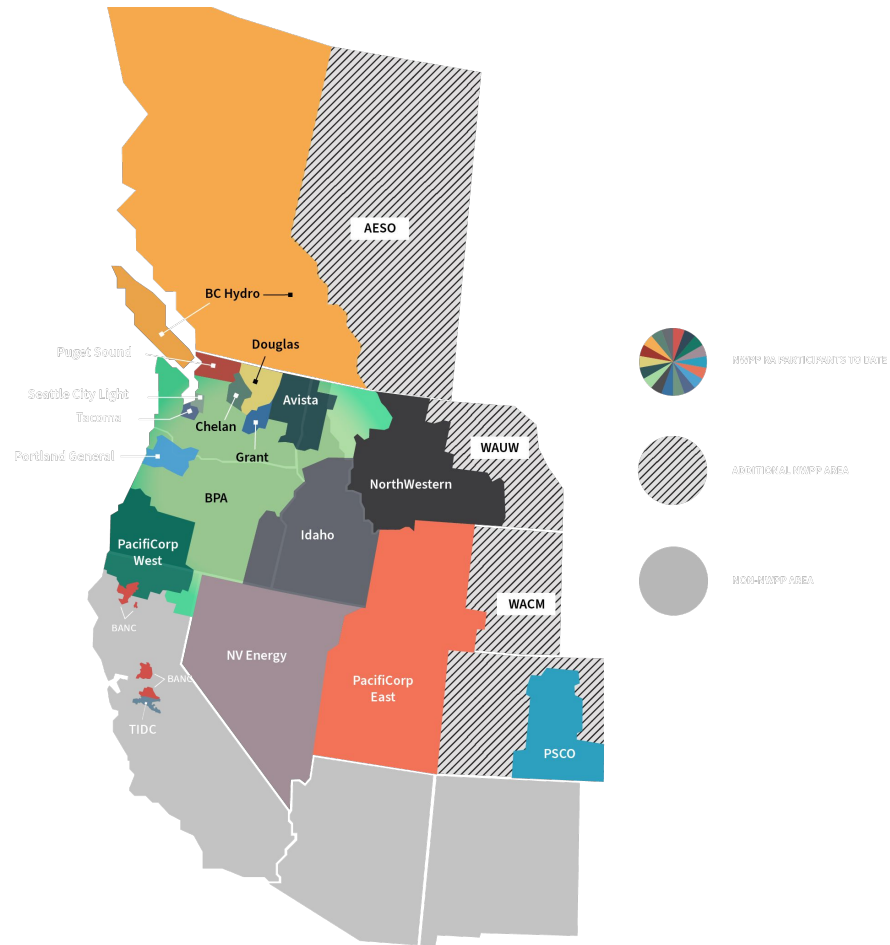 AESO
BC Hydro
Douglas
Puget Sound
Seattle City Light
Tacoma
Portland General
Chelan
Grant
Avista
BPA
PacifiCorp
West
Idaho
NorthWestern
WAUW
WACM
BANC
BANC
TIDC
NV Energy
PacifiCorp
East
PSCO
NWPP RA PARTICIPANTS TO DATE
ADDITIONAL NWPP AREA
NON-NWPP AREA